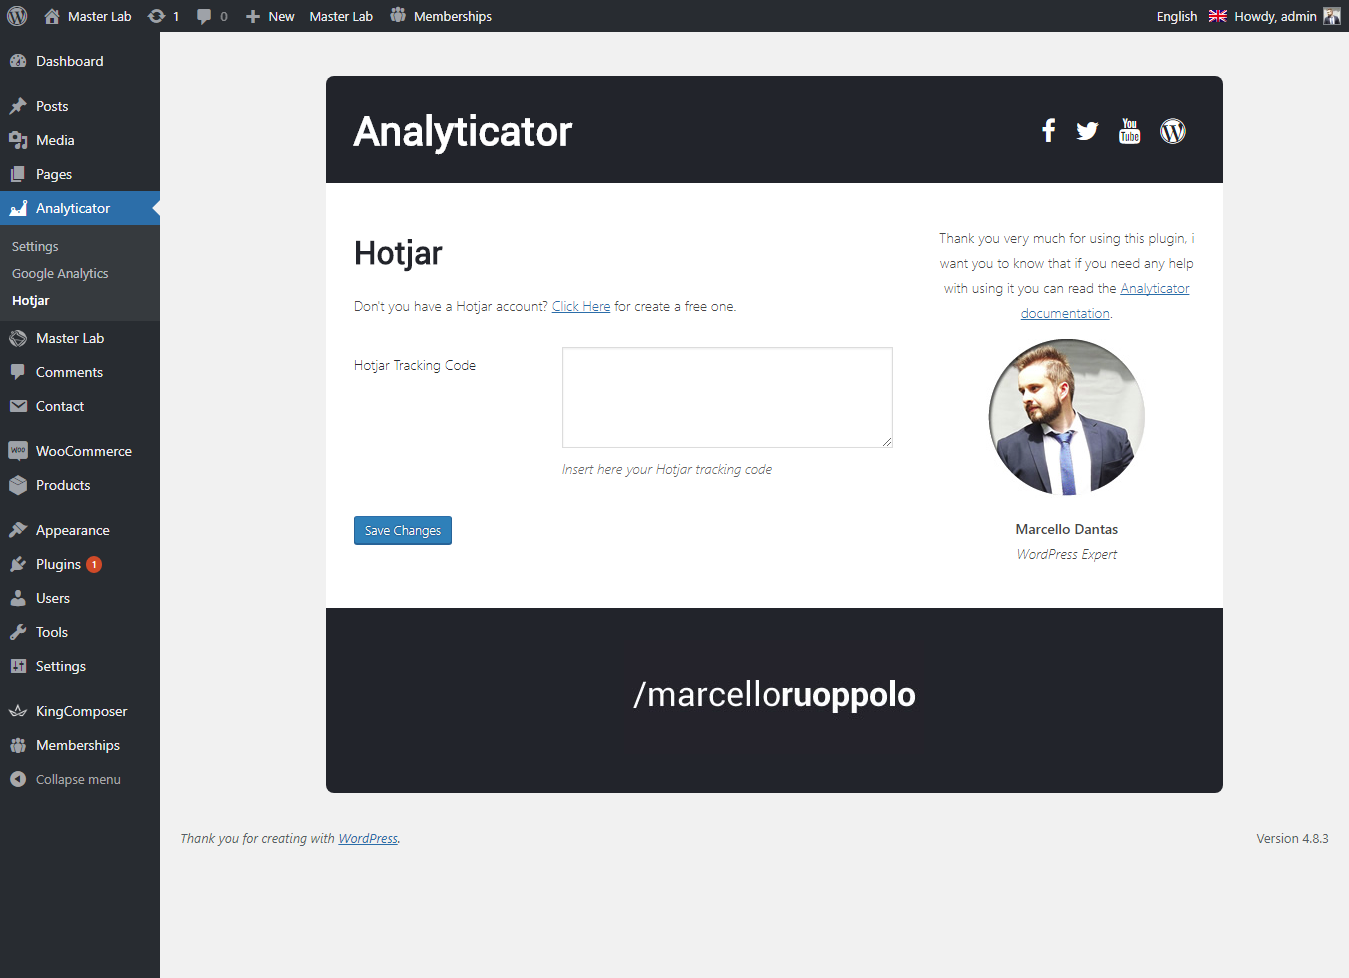 Master Lab 1 0 New Master Lab Memberships English Howdy, admin
Dashboard
Posts
Media
Pages
Analyticator
Settings
Google Analytics
Hotjar
Master Lab
Comments
Contact
WooCommerce
Products
Appearance
Plugins 1
Users
Tools
Settings
KingComposer
Memberships
Collapse menu
Analyticator
You
Tube
Hotjar
Don't you have a Hotjar account? Click Here for create a free one.
Hotjar Tracking Code
Insert here your Hotjar tracking code
Save Changes
Thank you very much for using this plugin, i
want you to know that if you need any help
with using it you can read the Analyticator
documentation.
Marcello Dantas
WordPress Expert
/marcelloruoppolo
Thank you for creating with WordPress.
Version 4.8.3